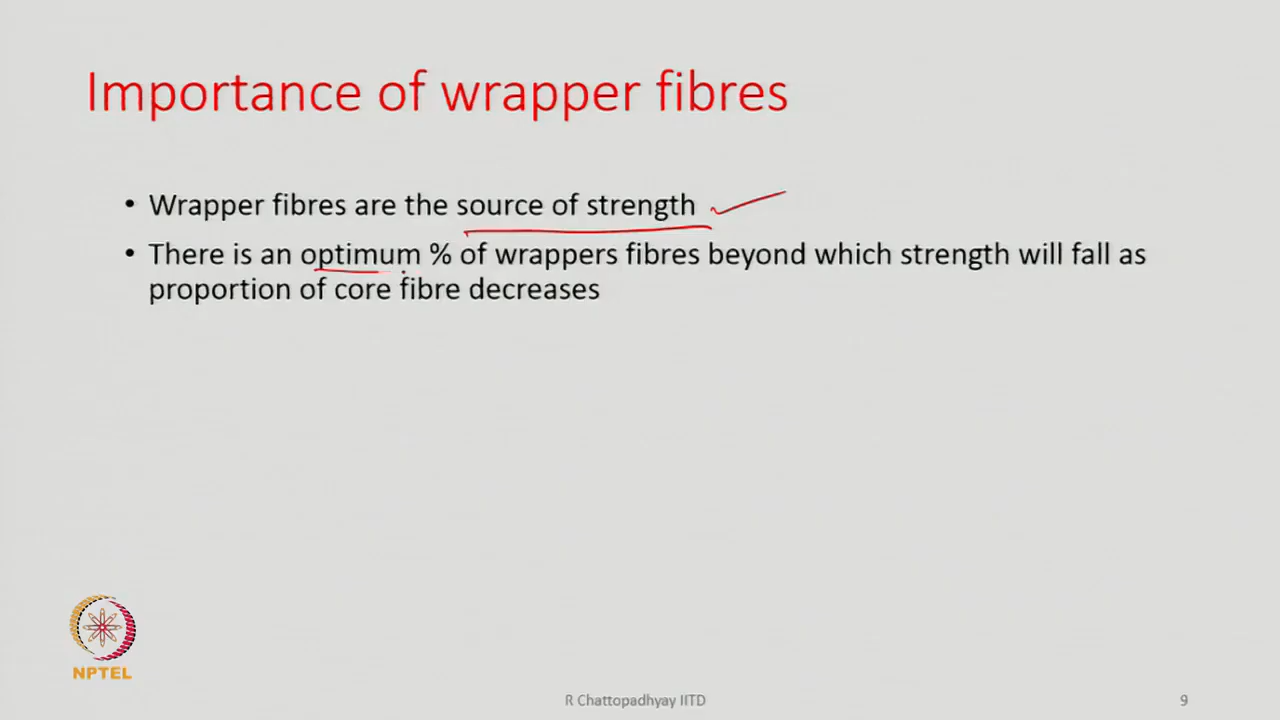 Importance of wrapper fibres
• Wrapper fibres are the source of strength
• There is an optimum % of wrappers fibres beyond which strength will fall as
proportion of core fibre decreases
NPTEL
R Chattopadhyay IITD
9